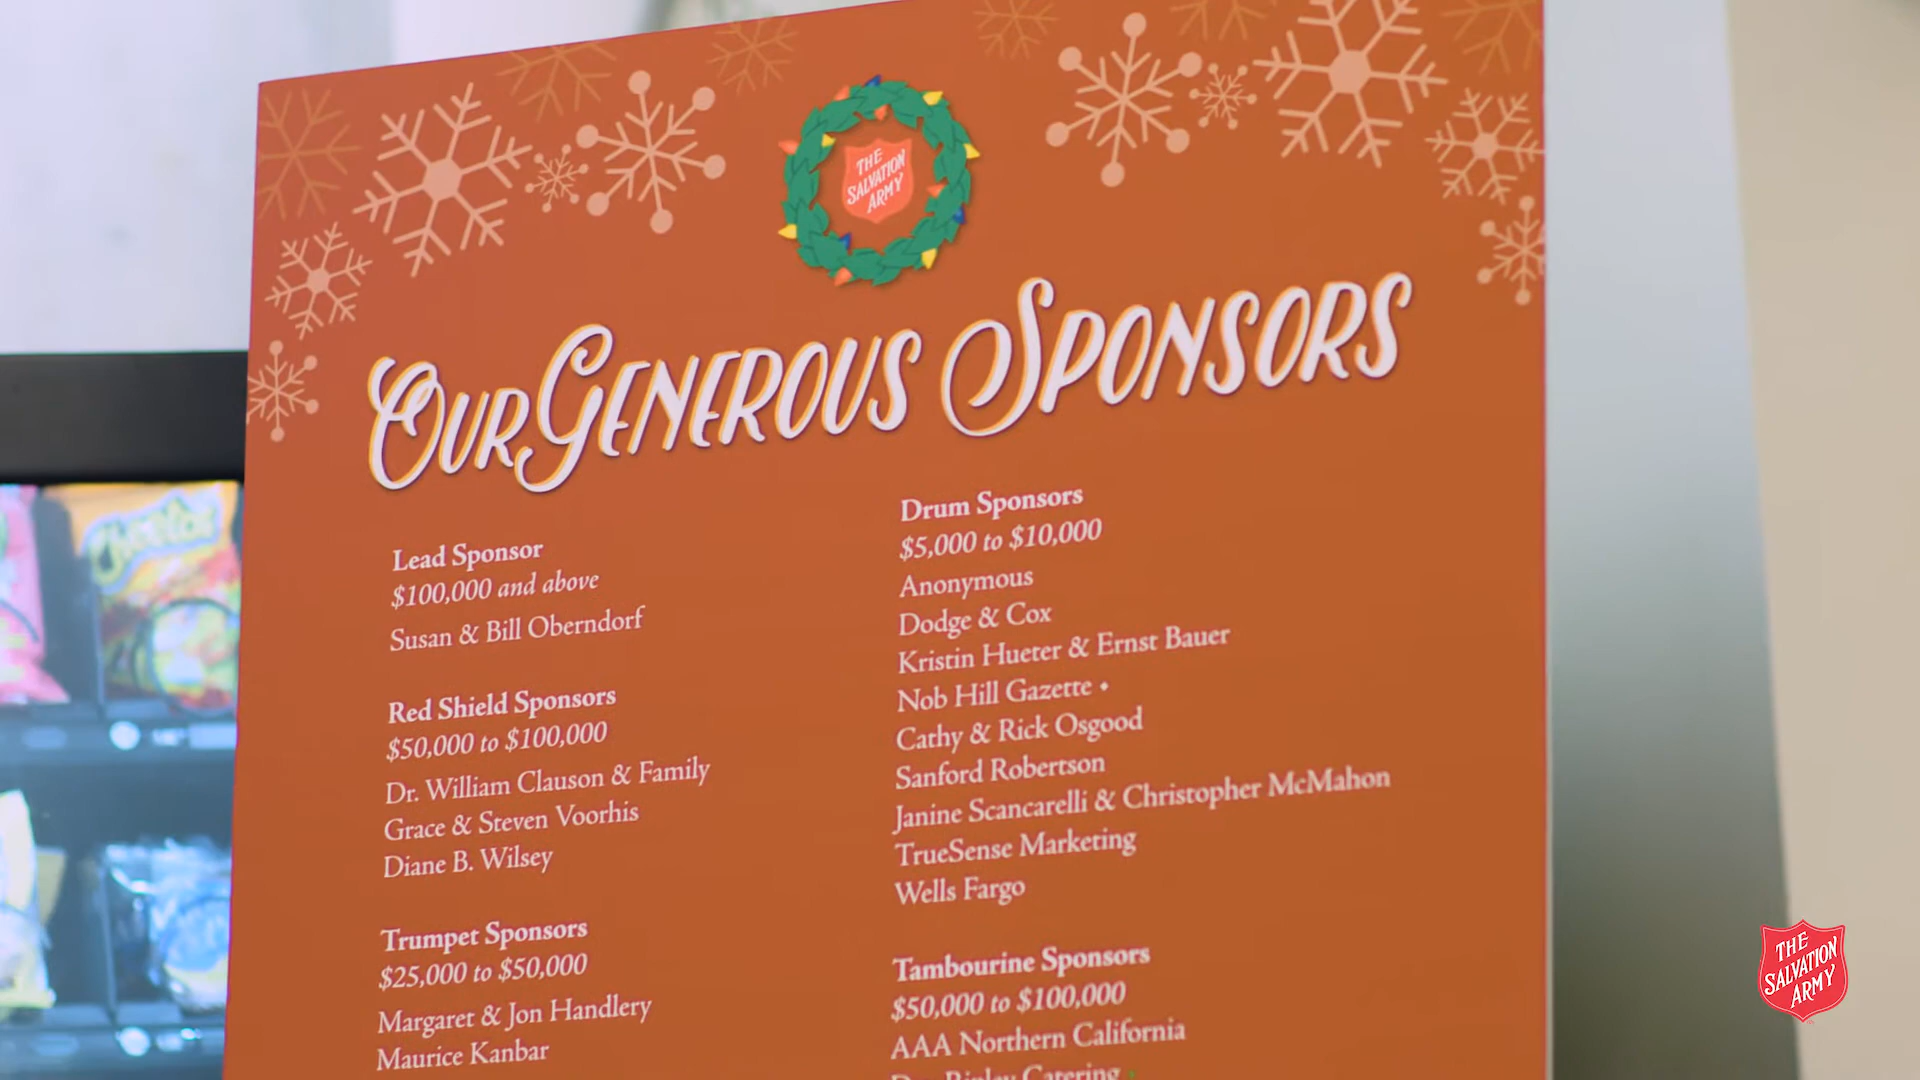 THE
SALVATION
ARMY
OUR GENEROUS SPONSORS
Lead Sponsor
$100,000 and above
Susan & Bill Oberndorf
Red Shield Sponsors
$50,000 to $100,000
Dr. William Clauson & Family
Grace & Steven Voorhis
Diane B. Wilsey
Trumpet Sponsors
$25,000 to $50,000
Margaret & Jon Handlery
Maurice Kanbar
Drum Sponsors
$5,000 to $10,000
Anonymous
Dodge & Cox
Kristin Hueter & Ernst Bauer
Nob Hill Gazette •
Cathy & Rick Osgood
Sanford Robertson
Janine Scancarelli & Christopher McMahon
TrueSense Marketing
Wells Fargo
Tambourine Sponsors
$50,000 to $100,000
AAA Northern California
Ripley Catering
Cheetos
THE
SALVATION
ARMY